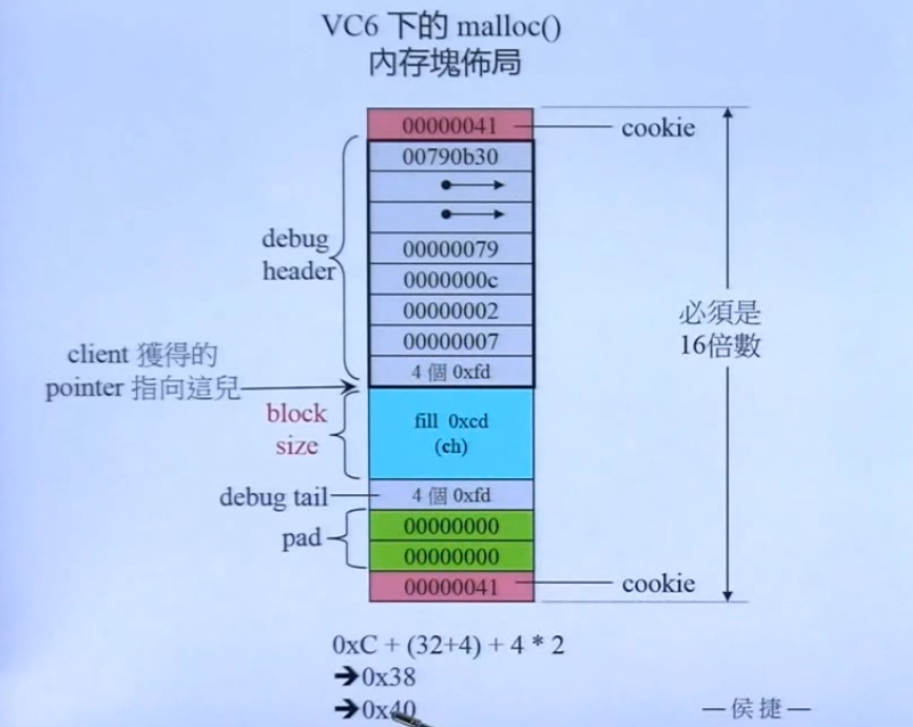 VC6 下的 malloc()
內存塊佈局
00000041
cookie
00790b30
debug
header
00000079
0000000c
00000002
00000007
4 個 0xfd
client 獲得的
pointer 指向這兒
block
size
fill 0xcd
(ch)
debug tail
4 個 0xfd
pad
00000000
00000000
00000041
cookie
必須是
16倍數
0xC + (32+4) + 4 * 2
➔0x38
➔0x40
—侯捷—